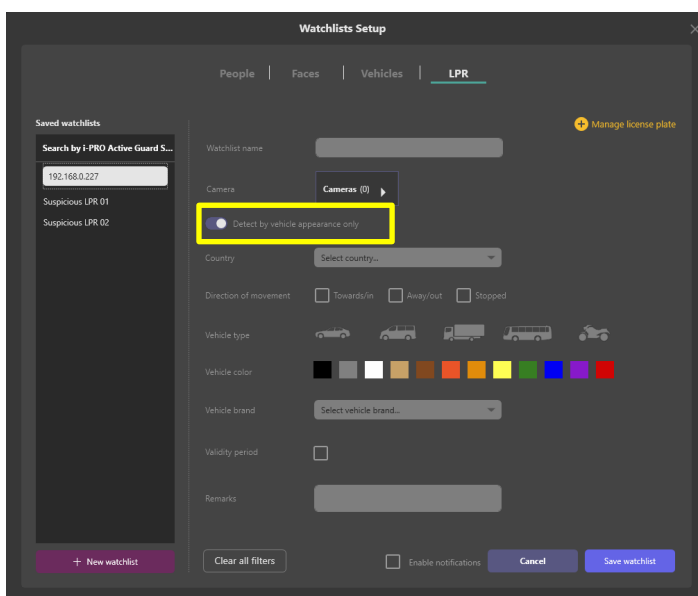 Watchlists Setup
People
Faces
Vehicles
LPR
Saved watchlists
Manage license plate
Search by i-PRO Active Guard S...
192.168.0.227
Suspicious LPR 01
Suspicious LPR 02
Watchlist name
Camera
Cameras (0)
Detect by vehicle appearance only
Country
Select country...
Direction of movement
Towards/in
Away/out
Stopped
Vehicle type
Vehicle color
Vehicle brand
Select vehicle brand...
Validity period
Remarks
+ New watchlist
Clear all filters
Enable notifications
Cancel
Save watchlist